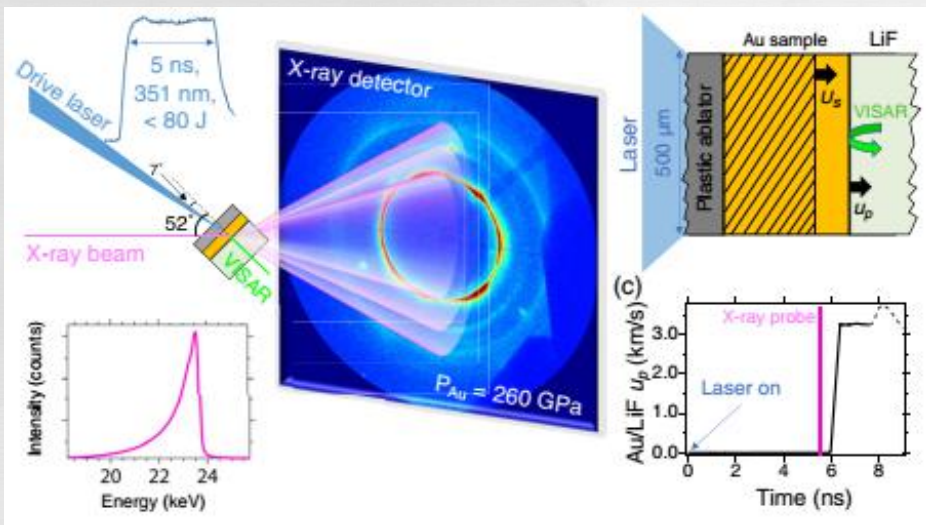 5 ns,
351 nm,
< 80 J
Drive laser
7°
52°
X-ray beam
VISAR
X-ray detector
P_Au = 260 GPa
Intensity (counts)
20
22
24
Energy (keV)
Au sample
LiF
Laser
500 µm
Plastic ablator
U_s
VISAR
u_p
(c)
X-ray probe
Laser on
Au/LiF u_p (km/s)
3.0
2.0
1.0
0.0
0
2
4
6
8
Time (ns)